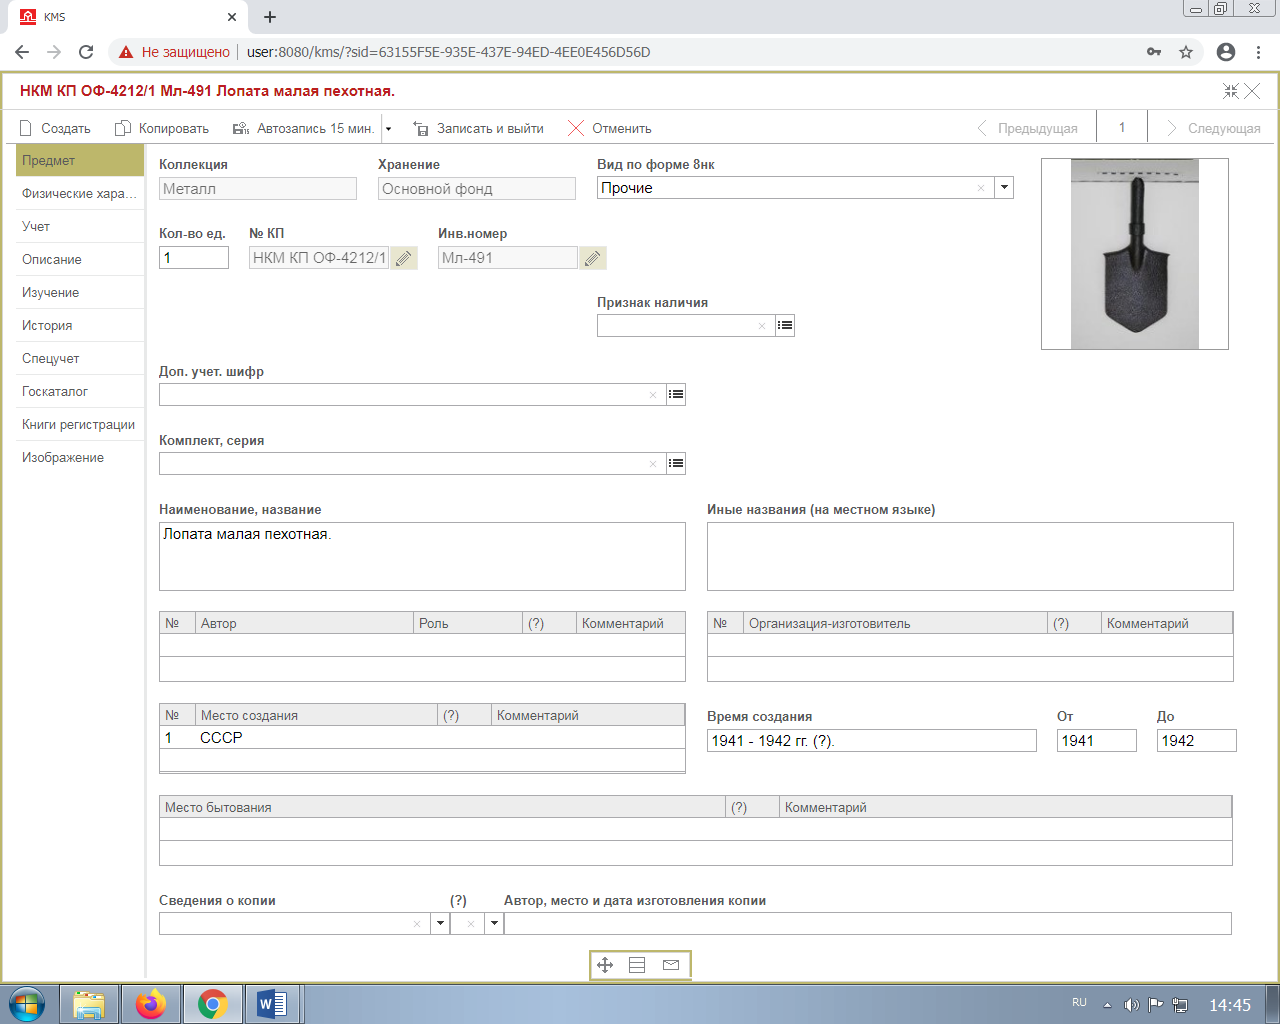 KMS
Не защищено user:8080/kms/?sid=63155F5E-935E-437E-94ED-4EE0E456D56D
НКМ КП ОФ-4212/1 Мл-491 Лопата малая пехотная.
Создать Копировать Автозапись 15 мин. Записать и выйти Отменить Предыдущая 1 Следующая
Предмет
Физические хара...
Учет
Описание
Изучение
История
Спецучет
Госкаталог
Книги регистрации
Изображение
Коллекция Хранение Вид по форме 8нк
Металл Основной фонд Прочие
Кол-во ед. № КП Инв.номер
1 НКМ КП ОФ-4212/1 Мл-491
Признак наличия
Доп. учет. шифр
Комплект, серия
Наименование, название Иные названия (на местном языке)
Лопата малая пехотная.
№ Автор Роль (?) Комментарий № Организация-изготовитель (?) Комментарий
№ Место создания (?) Комментарий Время создания От До
1 СССР 1941 - 1942 гг. (?). 1941 1942
Место бытования (?) Комментарий
Сведения о копии (?) Автор, место и дата изготовления копии
RU 14:45